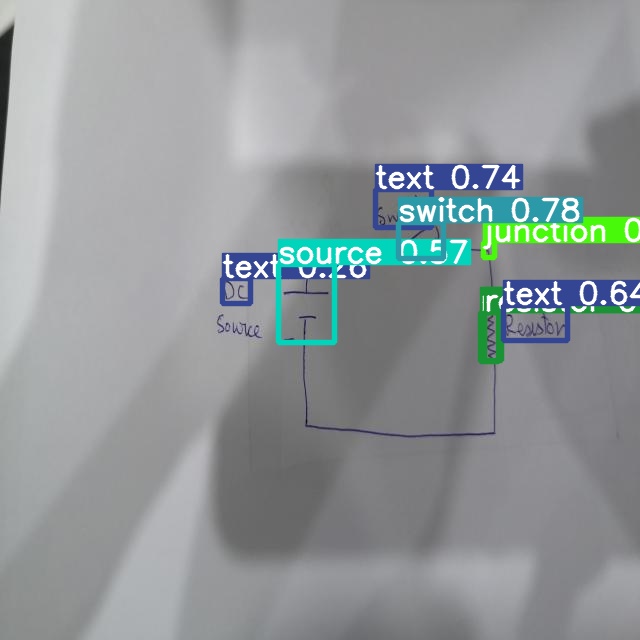 text 0.74
switch 0.78
junction 0
source 0.57
text 0.26
text 0.64
DC
Source
Resistor